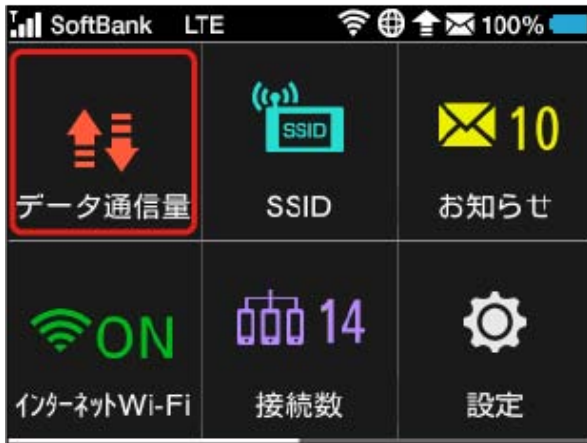 SoftBank LTE 100%
SSID
10
データ通信量 SSID お知らせ
ON 14
インターネットWi-Fi 接続数 設定